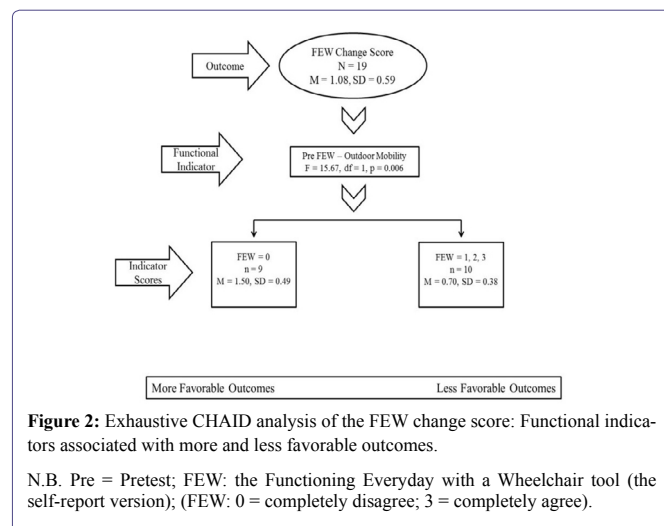 FEW Change Score
N = 19
M = 1.08, SD = 0.59
Outcome
Functional
Indicator
Pre FEW – Outdoor Mobility
F = 15.67, df = 1, p = 0.006
Indicator
Scores
FEW = 0
n = 9
M = 1.50, SD = 0.49
FEW = 1, 2, 3
n = 10
M = 0.70, SD = 0.38
More Favorable Outcomes Less Favorable Outcomes
Figure 2: Exhaustive CHAID analysis of the FEW change score: Functional indica-
tors associated with more and less favorable outcomes.
N.B. Pre = Pretest; FEW: the Functioning Everyday with a Wheelchair tool (the
self-report version); (FEW: 0 = completely disagree; 3 = completely agree).